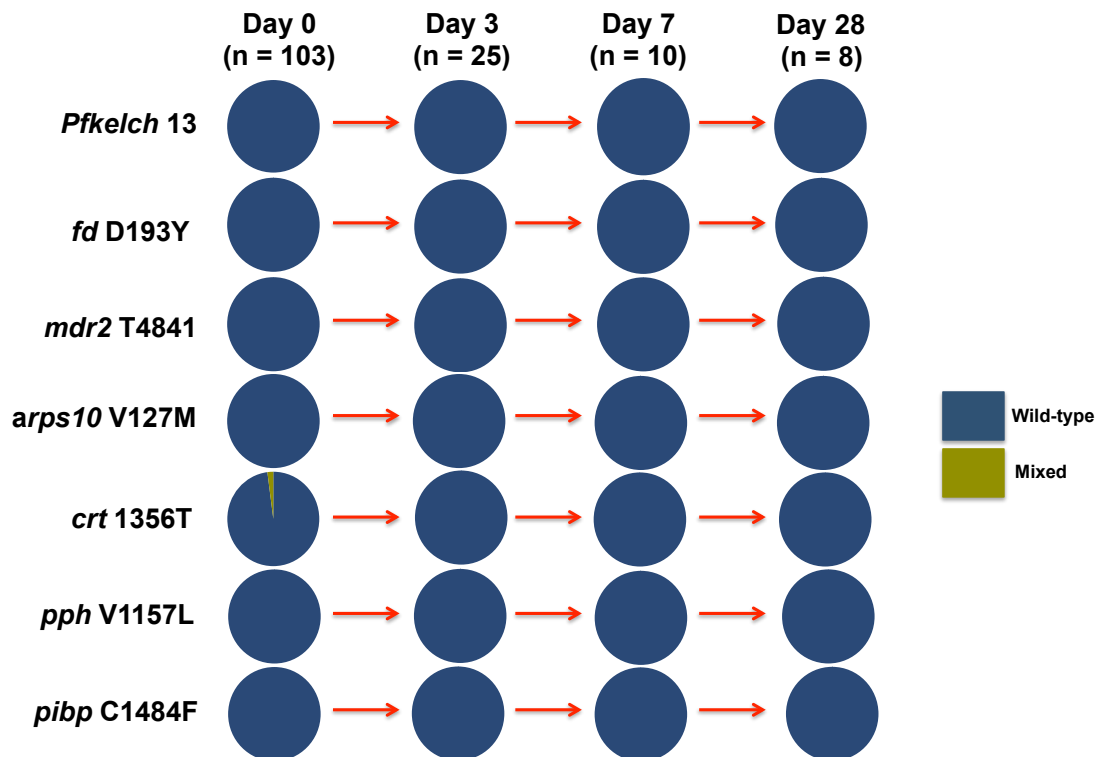 Day 0
(n = 103)
Day 3
(n = 25)
Day 7
(n = 10)
Day 28
(n = 8)
Pfkelch 13
fd D193Y
mdr2 T4841
arps10 V127M
crt 1356T
pph V1157L
pibp C1484F
Wild-type
Mixed